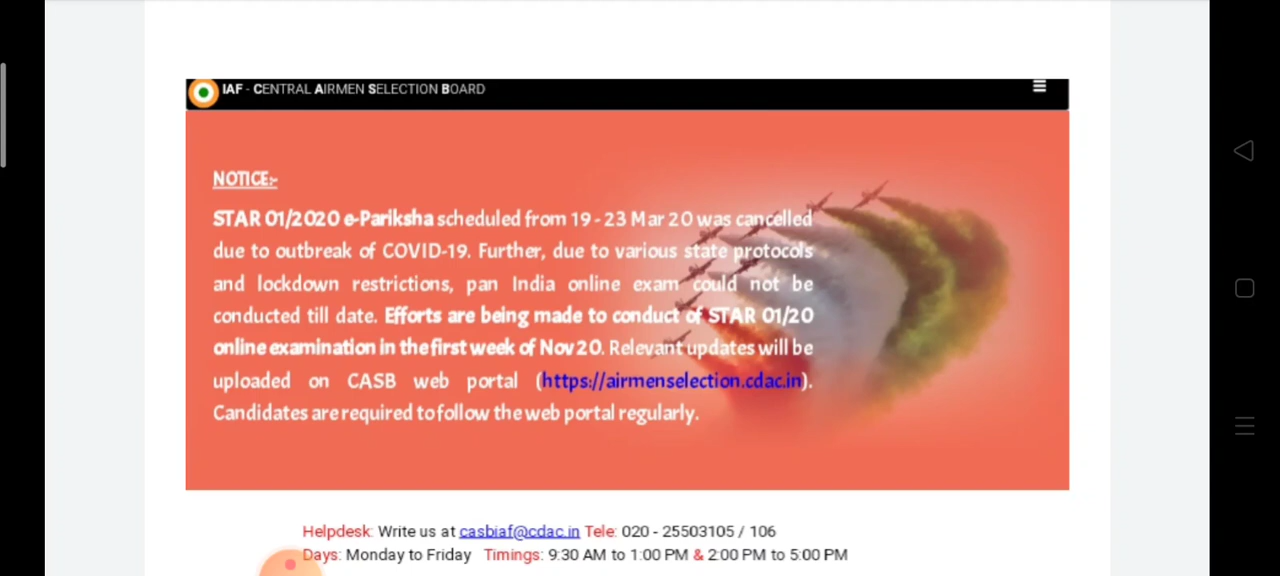 IAF - CENTRAL AIRMEN SELECTION BOARD
NOTICE:-
STAR 01/2020 e-Pariksha scheduled from 19 - 23 Mar 20 was cancelled
due to outbreak of COVID-19. Further, due to various state protocols
and lockdown restrictions, pan India online exam could not be
conducted till date. Efforts are being made to conduct of STAR 01/20
online examination in the first week of Nov 20. Relevant updates will be
uploaded on CASB web portal (https://airmenselection.cdac.in).
Candidates are required to follow the web portal regularly.
Helpdesk: Write us at casbiaf@cdac.in Tele: 020 - 25503105 / 106
Days: Monday to Friday Timings: 9:30 AM to 1:00 PM & 2:00 PM to 5:00 PM